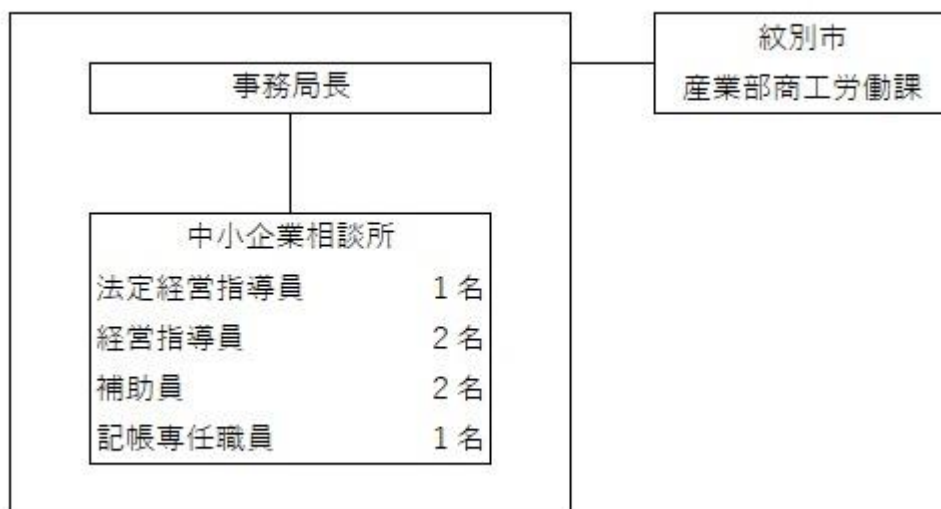 事務局長
紋別市
産業部商工労働課
中小企業相談所
法定経営指導員 1名
経営指導員 2名
補助員 2名
記帳専任職員 1名